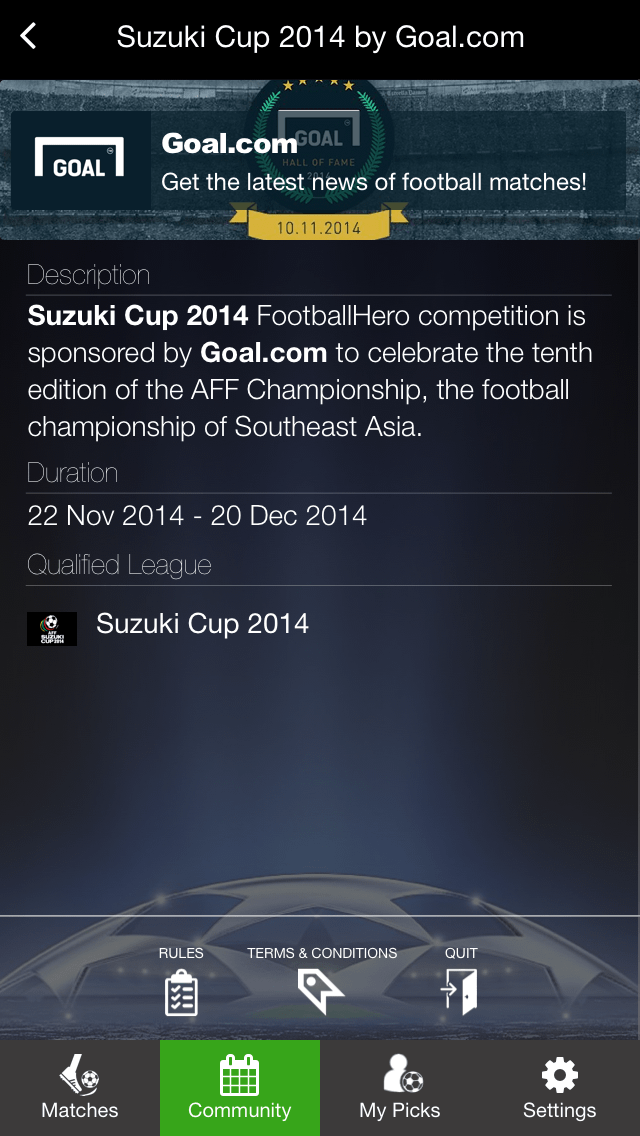 Suzuki Cup 2014 by Goal.com
GOAL
HALL OF FAME
2014
GOAL
Goal.com
Get the latest news of football matches!
10.11.2014
Description
Suzuki Cup 2014 FootballHero competition is
sponsored by Goal.com to celebrate the tenth
edition of the AFF Championship, the football
championship of Southeast Asia.
Duration
22 Nov 2014 - 20 Dec 2014
Qualified League
AFF
SUZUKI
CUP 2014
Suzuki Cup 2014
RULES
TERMS & CONDITIONS
QUIT
Matches
Community
My Picks
Settings